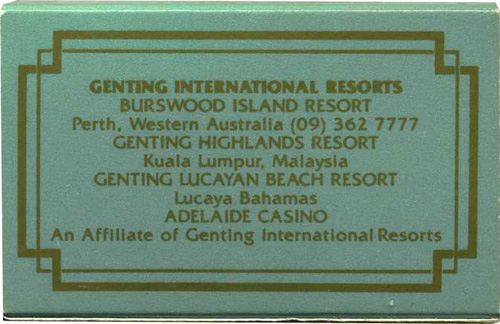 GENTING INTERNATIONAL RESORTS
BURSWOOD ISLAND RESORT
Perth, Western Australia (09) 362 7777
GENTING HIGHLANDS RESORT
Kuala Lumpur, Malaysia
GENTING LUCAYAN BEACH RESORT
Lucaya Bahamas
ADELAIDE CASINO
An Affiliate of Genting International Resorts